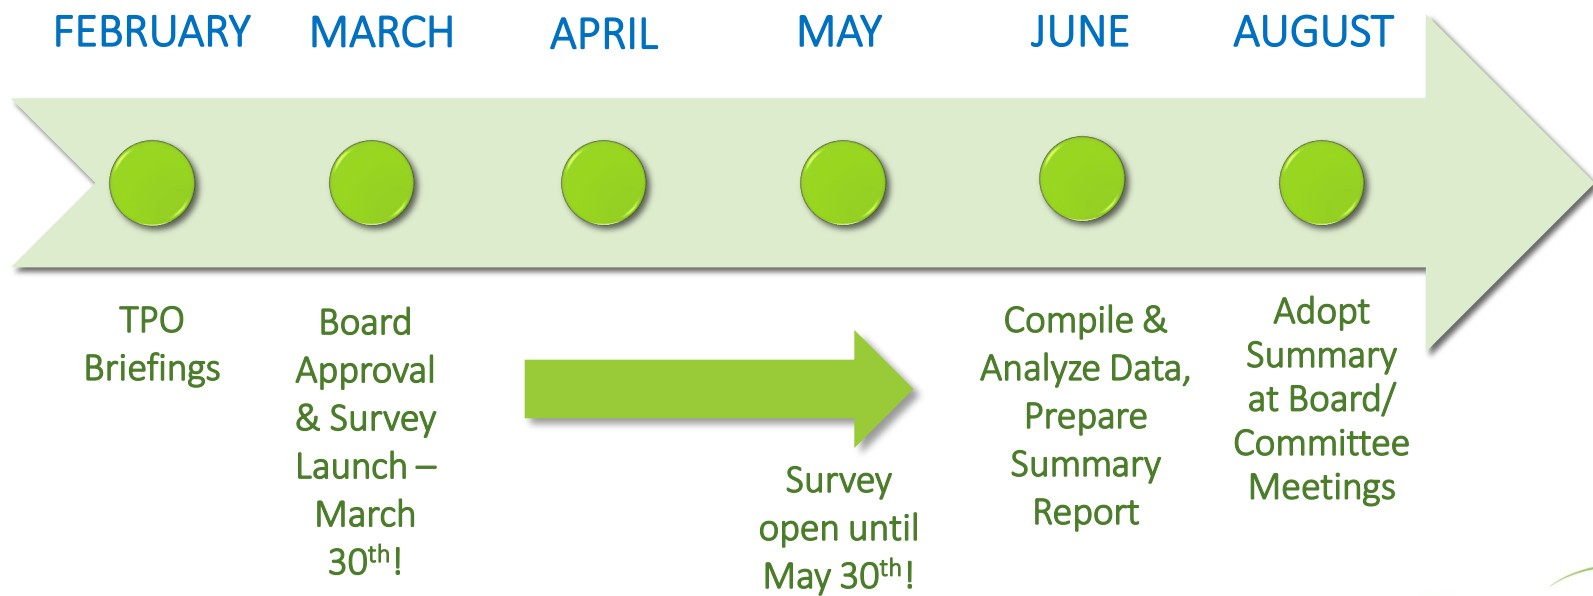 FEBRUARY
MARCH
APRIL
MAY
JUNE
AUGUST
TPO
Briefings
Board
Approval
& Survey
Launch –
March
30th!
Survey
open until
May 30th!
Compile &
Analyze Data,
Prepare
Summary
Report
Adopt
Summary
at Board/
Committee
Meetings